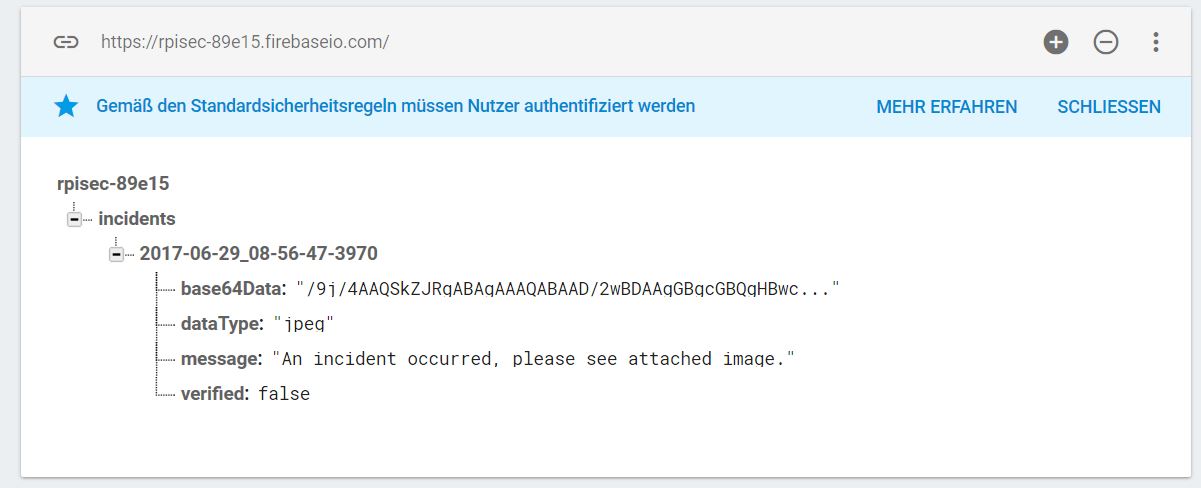 https://rpisec-89e15.firebaseio.com/
Gemäß den Standardsicherheitsregeln müssen Nutzer authentifiziert werden MEHR ERFAHREN SCHLIESSEN
rpisec-89e15
incidents
2017-06-29_08-56-47-3970
base64Data: "/9j/4AAQSkZJRgABAgAAAQABAAD/2wBDAAgGBgcGBQgHBwc..."
dataType: "jpeg"
message: "An incident occurred, please see attached image."
verified: false